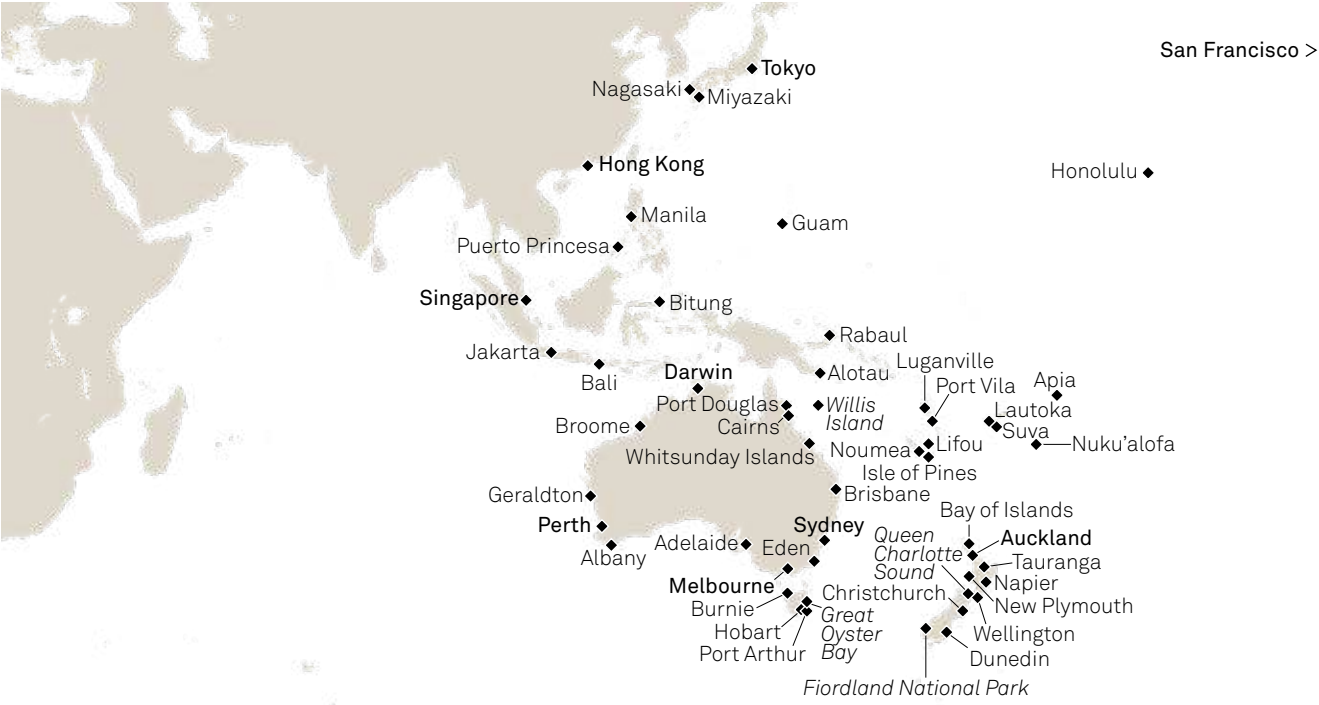 San Francisco >
Tokyo
Nagasaki
Miyazaki
Hong Kong
Honolulu
Manila
Guam
Puerto Princesa
Singapore
Bitung
Rabaul
Jakarta
Luganville
Bali
Darwin
Alotau
Port Vila
Apia
Port Douglas
Willis
Island
Lautoka
Cairns
Broome
Suva
Whitsunday Islands
Noumea
Lifou
Nuku’alofa
Isle of Pines
Geraldton
Brisbane
Bay of Islands
Perth
Sydney
Queen
Charlotte
Sound
Auckland
Albany
Adelaide
Eden
Tauranga
Melbourne
Napier
Christchurch
New Plymouth
Burnie
Great
Oyster
Bay
Hobart
Wellington
Port Arthur
Dunedin
Fiordland National Park